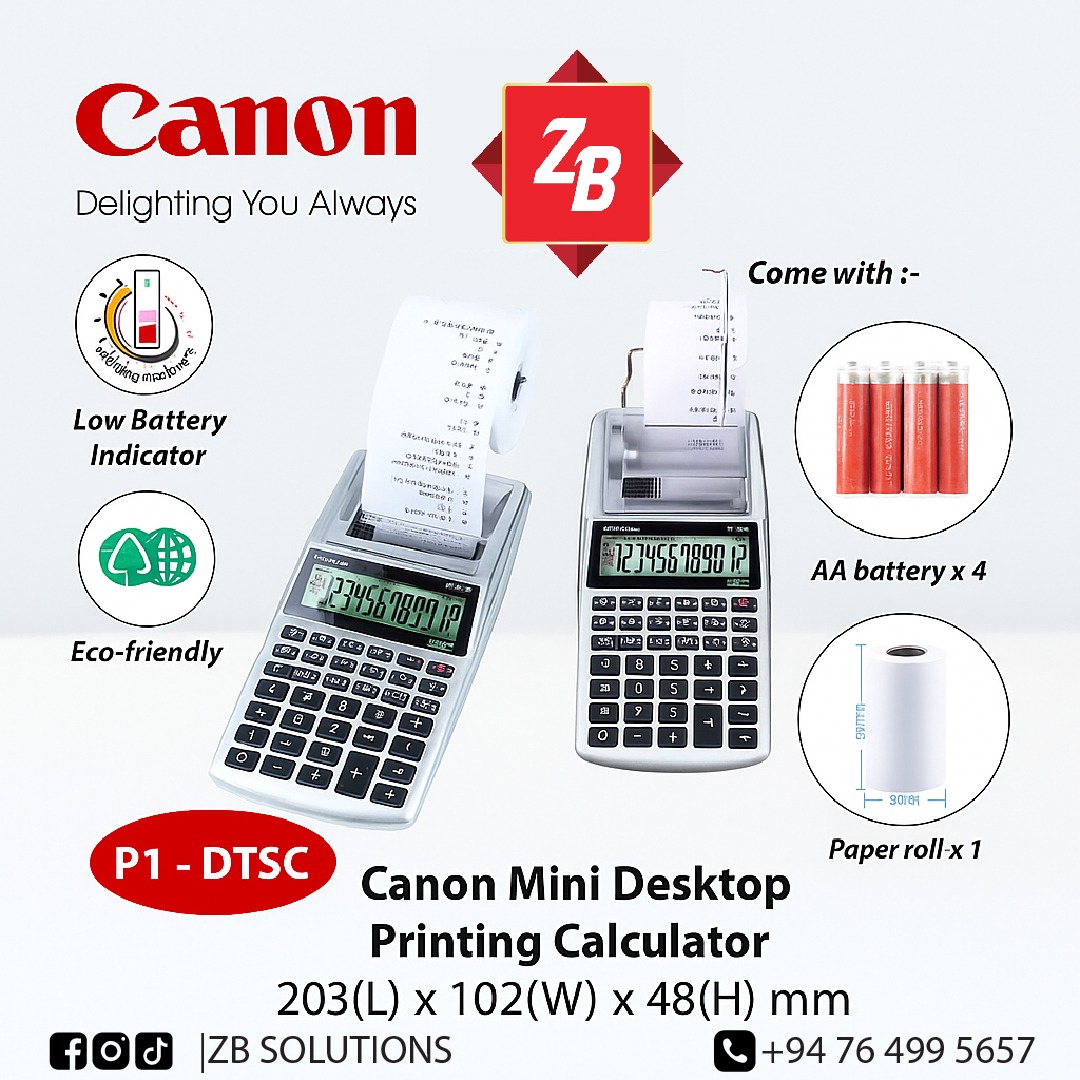 Canon
Delighting You Always
ZB
Come with :-
Low Battery
Indicator
AA battery x 4
Eco-friendly
Paper roll-x 1
P1 - DTSC
Canon Mini Desktop
Printing Calculator
203(L) x 102(W) x 48(H) mm
|ZB SOLUTIONS
+94 76 499 5657